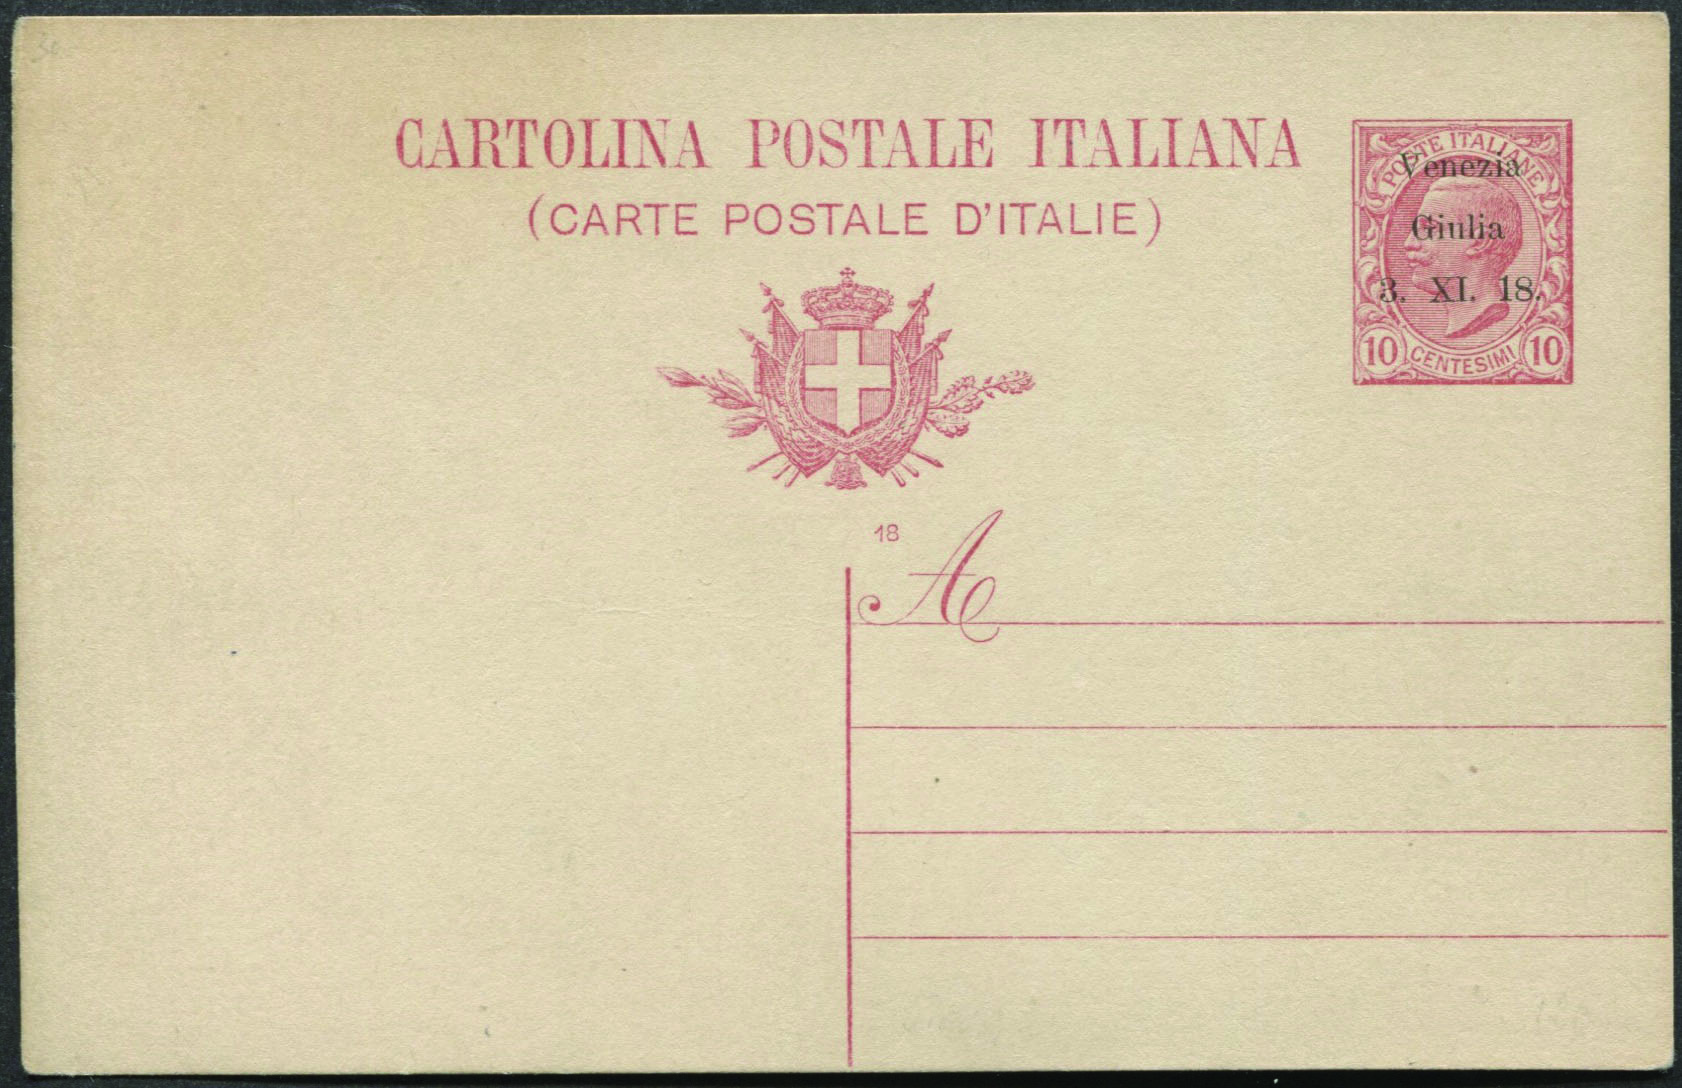 CARTOLINA POSTALE ITALIANA
(CARTE POSTALE D'ITALIE)
POSTE ITALIANE
Venezia
Giulia
3. XI. 18.
10 CENTESIMI 10
18
A